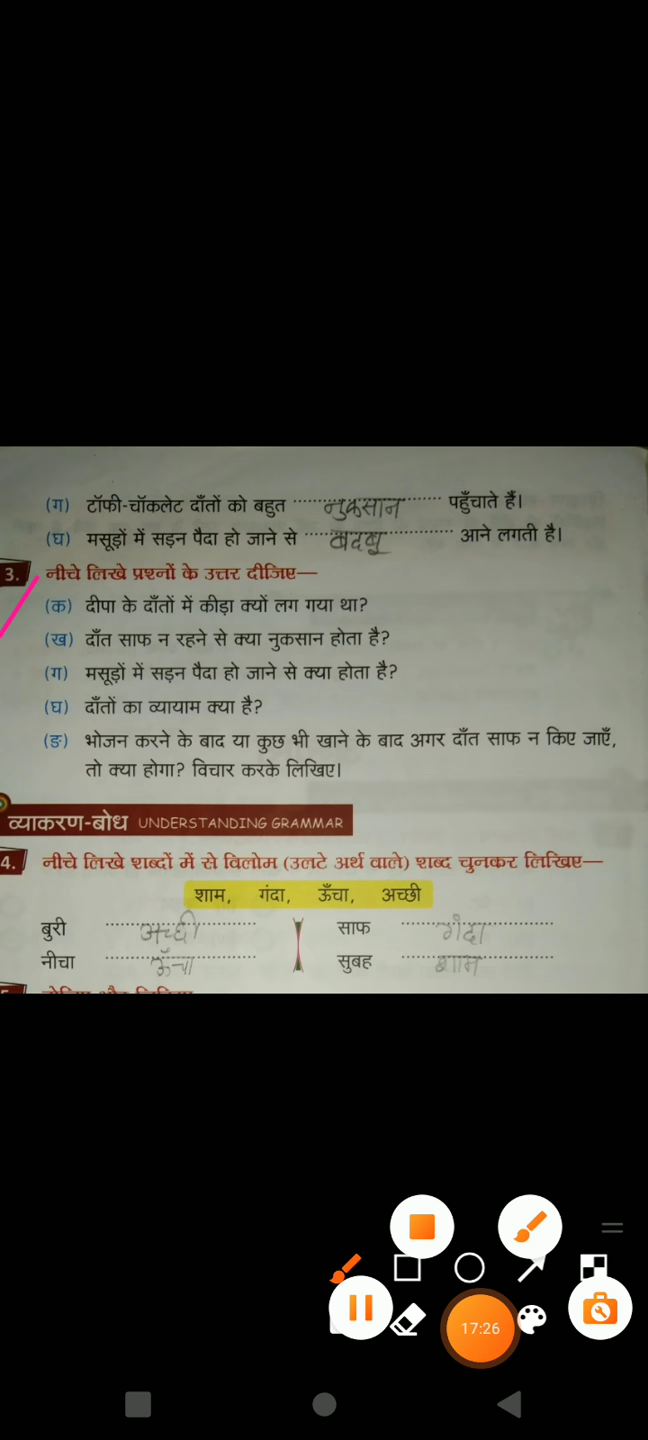 (ग) टॉफी-चॉकलेट दाँतों को बहुत नुकसान पहुँचाते हैं।
(घ) मसूड़ों में सड़न पैदा हो जाने से बदबू आने लगती है।
3. नीचे लिखे प्रश्नों के उत्तर दीजिए—
(क) दीपा के दाँतों में कीड़ा क्यों लग गया था?
(ख) दाँत साफ न रहने से क्या नुकसान होता है?
(ग) मसूड़ों में सड़न पैदा हो जाने से क्या होता है?
(घ) दाँतों का व्यायाम क्या है?
(ङ) भोजन करने के बाद या कुछ भी खाने के बाद अगर दाँत साफ न किए जाएँ,
तो क्या होगा? विचार करके लिखिए।
व्याकरण-बोध UNDERSTANDING GRAMMAR
4. नीचे लिखे शब्दों में से विलोम (उलटे अर्थ वाले) शब्द चुनकर लिखिए—
शाम, गंदा, ऊँचा, अच्छी
बुरी अच्छी साफ गंदा
नीचा ऊँचा सुबह शाम
17:26